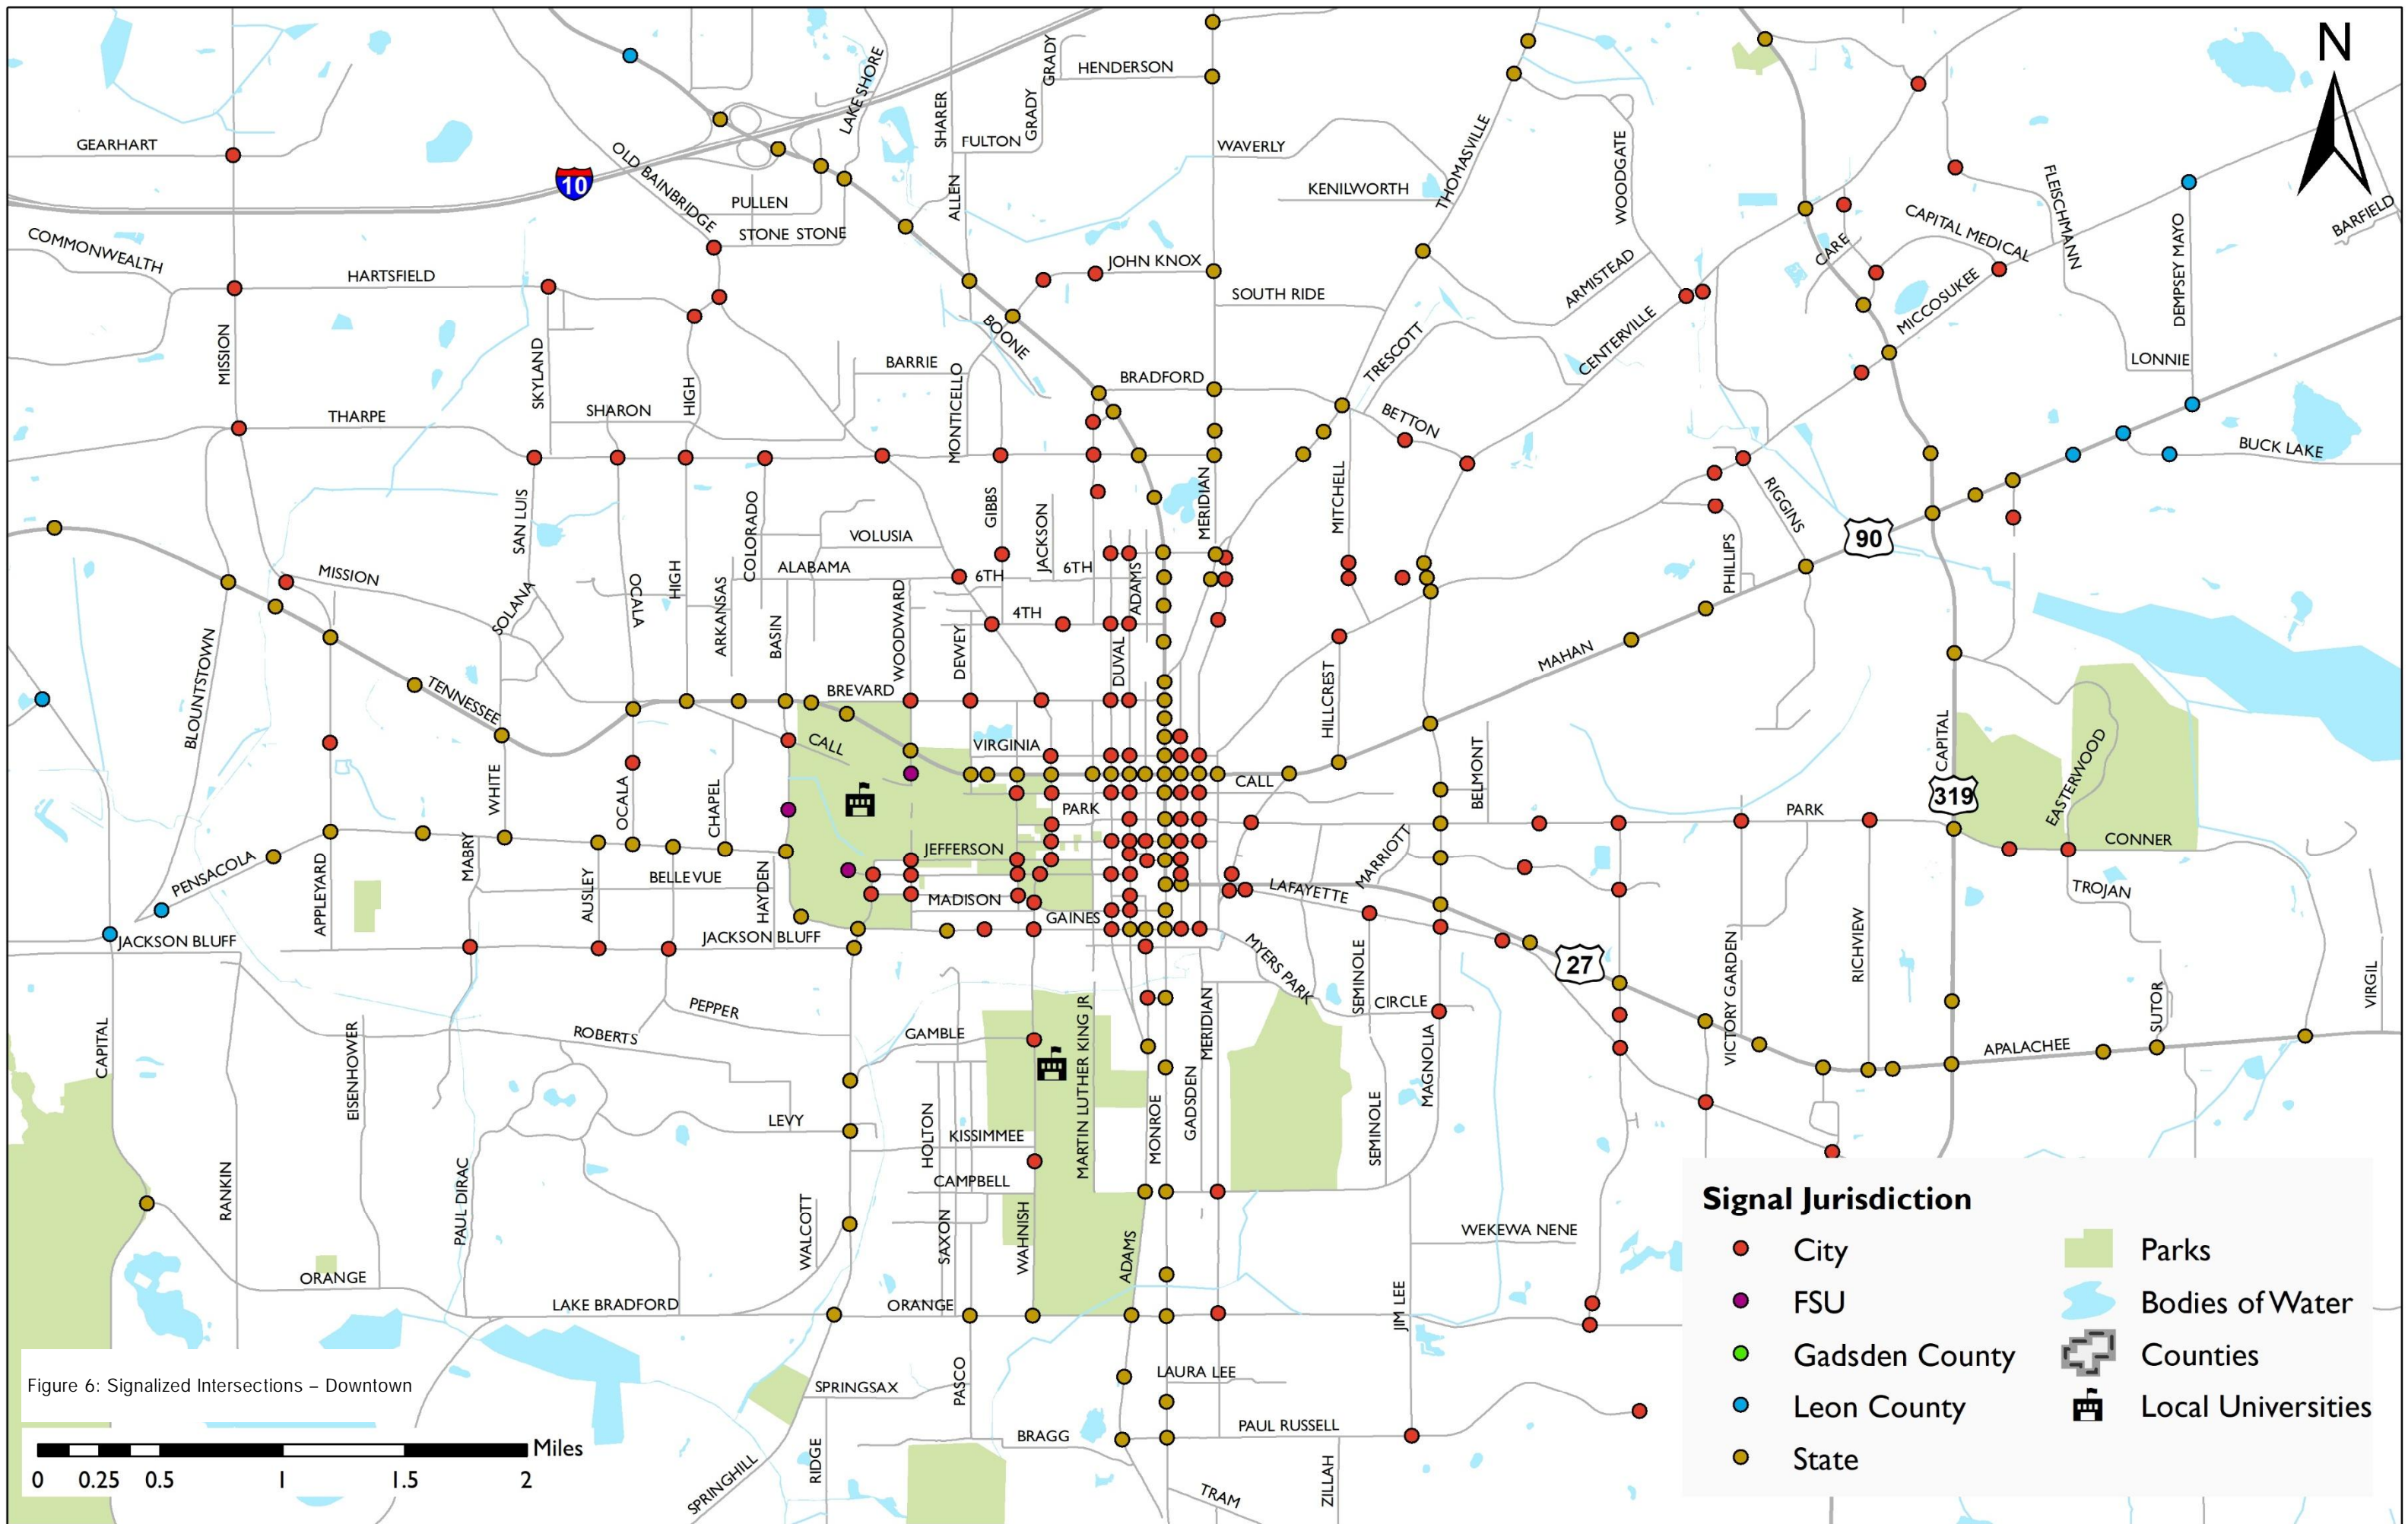 N
GRADY
HENDERSON
LAKE SHORE
SHARER
GRADY
FULTON
GEARHART
WAVERLY
THOMASVILLE
WOODGATE
OLD BAINBRIDGE
10
PULLEN
ALLEN
KENILWORTH
FLEISCHMANN
BARFIELD
STONE STONE
CAPITAL MEDICAL
DEMPSEY MAYO
COMMONWEALTH
HARTSFIELD
JOHN KNOX
CARE
ARMISTEAD
SOUTH RIDE
MICCOSUKEE
MISSION
SKYLAND
BOONE
TRESCOTT
CENTERVILLE
BARRIE
LONNIE
HIGH
MONTICELLO
BRADFORD
THARPE
SHARON
BETTON
BUCK LAKE
SAN LUIS
COLORADO
GIBBS
JACKSON
MERIDIAN
MITCHELL
RIGGINS
VOLUSIA
90
PHILLIPS
MISSION
SOLANA
OCALA
HIGH
ARKANSAS
ALABAMA
6TH
6TH
ADAMS
BASIN
WOODWARD
4TH
DEWEY
DUVAL
BLOUNTSTOWN
MAHAN
TENNESSEE
BREVARD
HILLCREST
CAPITAL
CALL
VIRGINIA
BELMONT
EASTERWOOD
WHITE
OCALA
CHAPEL
CALL
319
PARK
PARK
MABRY
JEFFERSON
MARRIOTT
CONNER
PENSACOLA
APPLEYARD
AUSLEY
BELLEVUE
HAYDEN
LAFAYETTE
TROJAN
MADISON
GAINES
JACKSON BLUFF
JACKSON BLUFF
MYERS PARK
SEMINOLE
27
VICTORY GARDEN
RICHVIEW
VIRGIL
PEPPER
MARTIN LUTHER KING JR
MERIDIAN
CIRCLE
SUTOR
CAPITAL
EISENHOWER
ROBERTS
GAMBLE
MAGNOLIA
APALACHEE
LEVY
HOLTON
KISSIMMEE
MONROE
GADSDEN
SEMINOLE
RANKIN
PAUL DIRAC
CAMPBELL
WALCOTT
SAXON
WAHNISH
ADAMS
WEKEWA NENE
ORANGE
LAKE BRADFORD
ORANGE
JIM LEE
PASCO
LAURA LEE
SPRINGSAX
PAUL RUSSELL
BRAGG
SPRINGHILL
RIDGE
ZILLAH
TRAM
Figure 6: Signalized Intersections – Downtown
Miles
0 0.25 0.5 1 1.5 2
Signal Jurisdiction
City
FSU
Gadsden County
Leon County
State
Parks
Bodies of Water
Counties
Local Universities